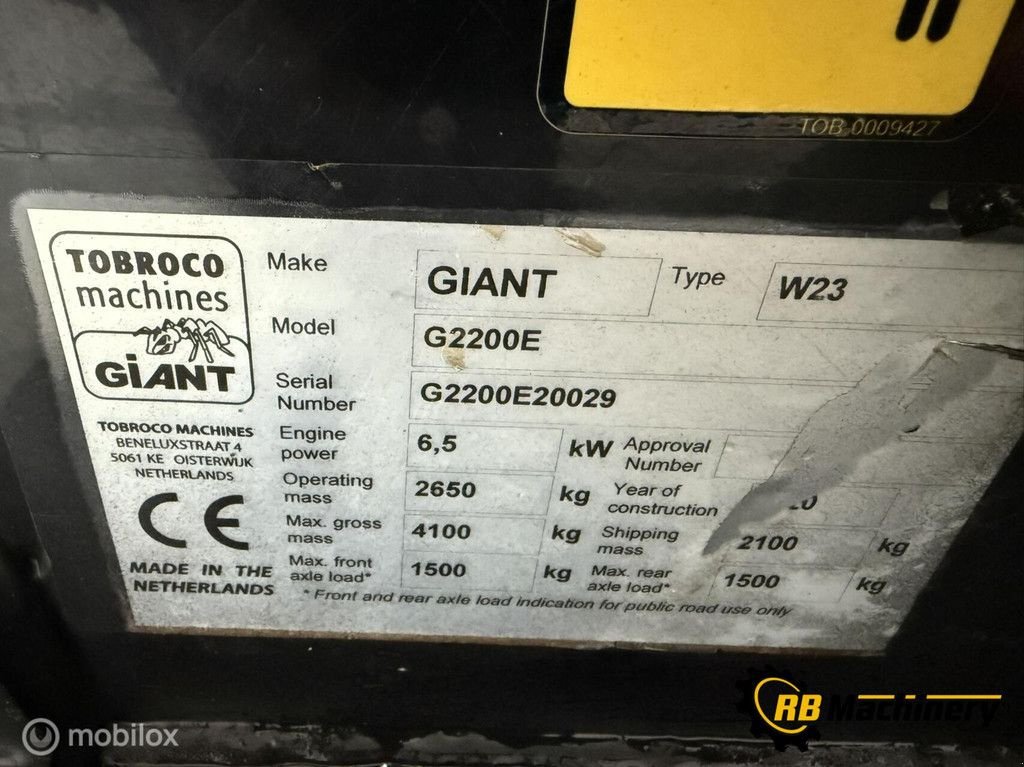 TOB 0009427
TOBROCO
machines
GiANT
TOBROCO MACHINES
BENELUXSTRAAT 4
5061 KE OISTERWIJK
NETHERLANDS
CE
MADE IN THE
NETHERLANDS
Make GIANT Type W23
Model G2200E
Serial
Number G2200E20029
Engine
power 6,5 kW Approval
Number
Operating
mass 2650 kg Year of
construction
Max. gross
mass 4100 kg Shipping
mass 2100 kg
Max. front
axle load* 1500 kg Max. rear
axle load* 1500 kg
* Front and rear axle load indication for public road use only
RB Machinery
mobilox